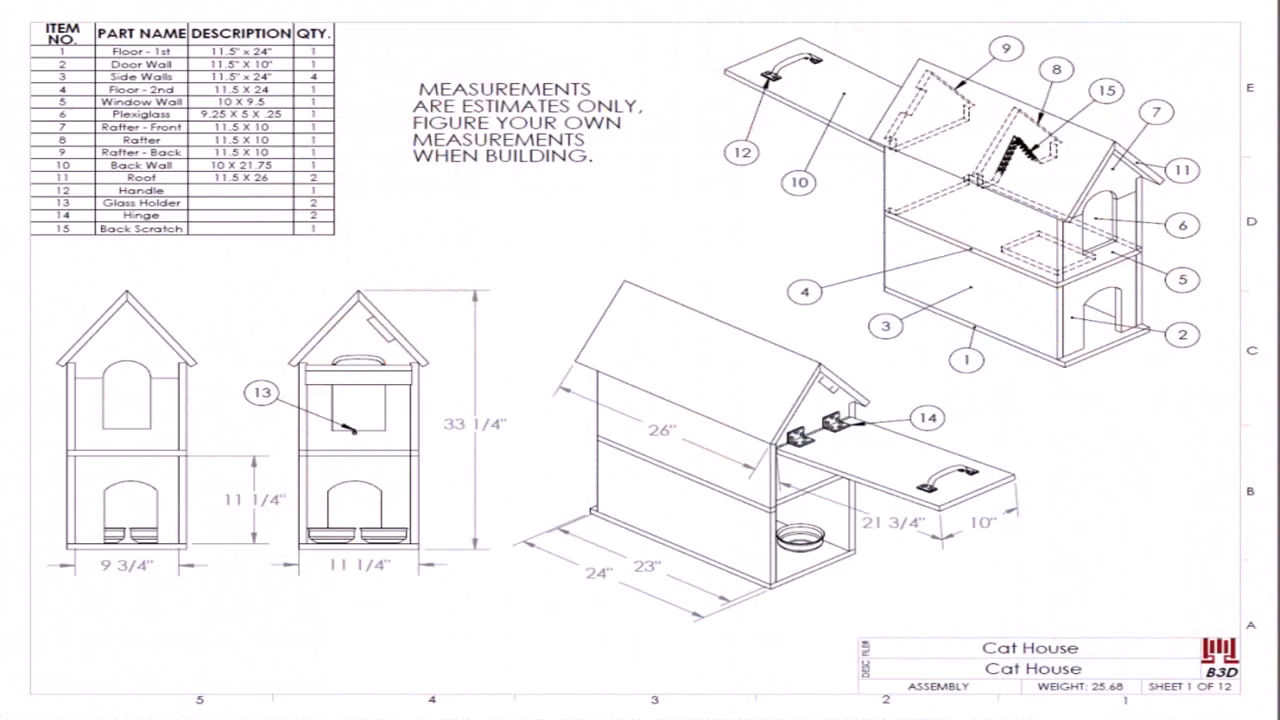 ITEM NO. PART NAME DESCRIPTION QTY.
1 Floor - 1st 11.5" x 24" 1
2 Door Wall 11.5" X 10" 1
3 Side Walls 11.5" x 24" 4
4 Floor - 2nd 11.5 X 24 1
5 Window Wall 10 X 9.5 1
6 Plexiglass 9.25 X 5 X .25 1
7 Rafter - Front 11.5 X 10 1
8 Rafter 11.5 X 10 1
9 Rafter - Back 11.5 X 10 1
10 Back Wall 10 X 21.75 1
11 Roof 11.5 X 26 2
12 Handle 1
13 Glass Holder 2
14 Hinge 2
15 Back Scratch 1
MEASUREMENTS
ARE ESTIMATES ONLY,
FIGURE YOUR OWN
MEASUREMENTS
WHEN BUILDING.
9
8
15
7
12
10
11
6
5
4
3
2
1
E
D
C
B
A
13
33 1/4"
11 1/4"
9 3/4"
11 1/4"
26"
14
21 3/4"
10"
23"
24"
DESC FILE#
Cat House
Cat House
B3D
ASSEMBLY WEIGHT: 25.68 SHEET 1 OF 12
5 4 3 2 1